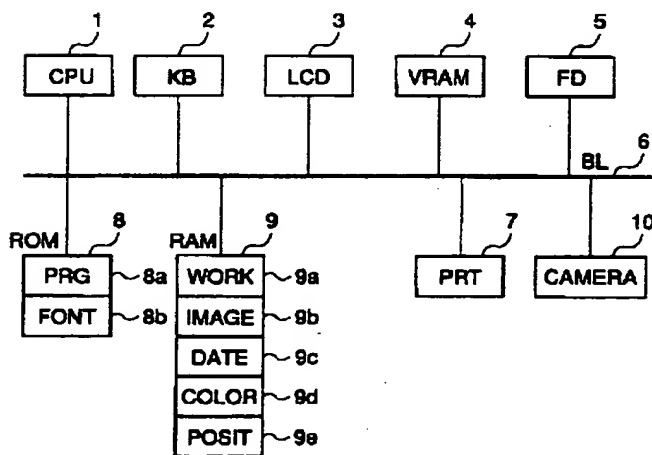 1 2 3 4 5
CPU KB LCD VRAM FD
BL 6
ROM 8 RAM 9 7 10
PRG 8a WORK 9a PRT CAMERA
FONT 8b IMAGE 9b
DATE 9c
COLOR 9d
POSIT 9e